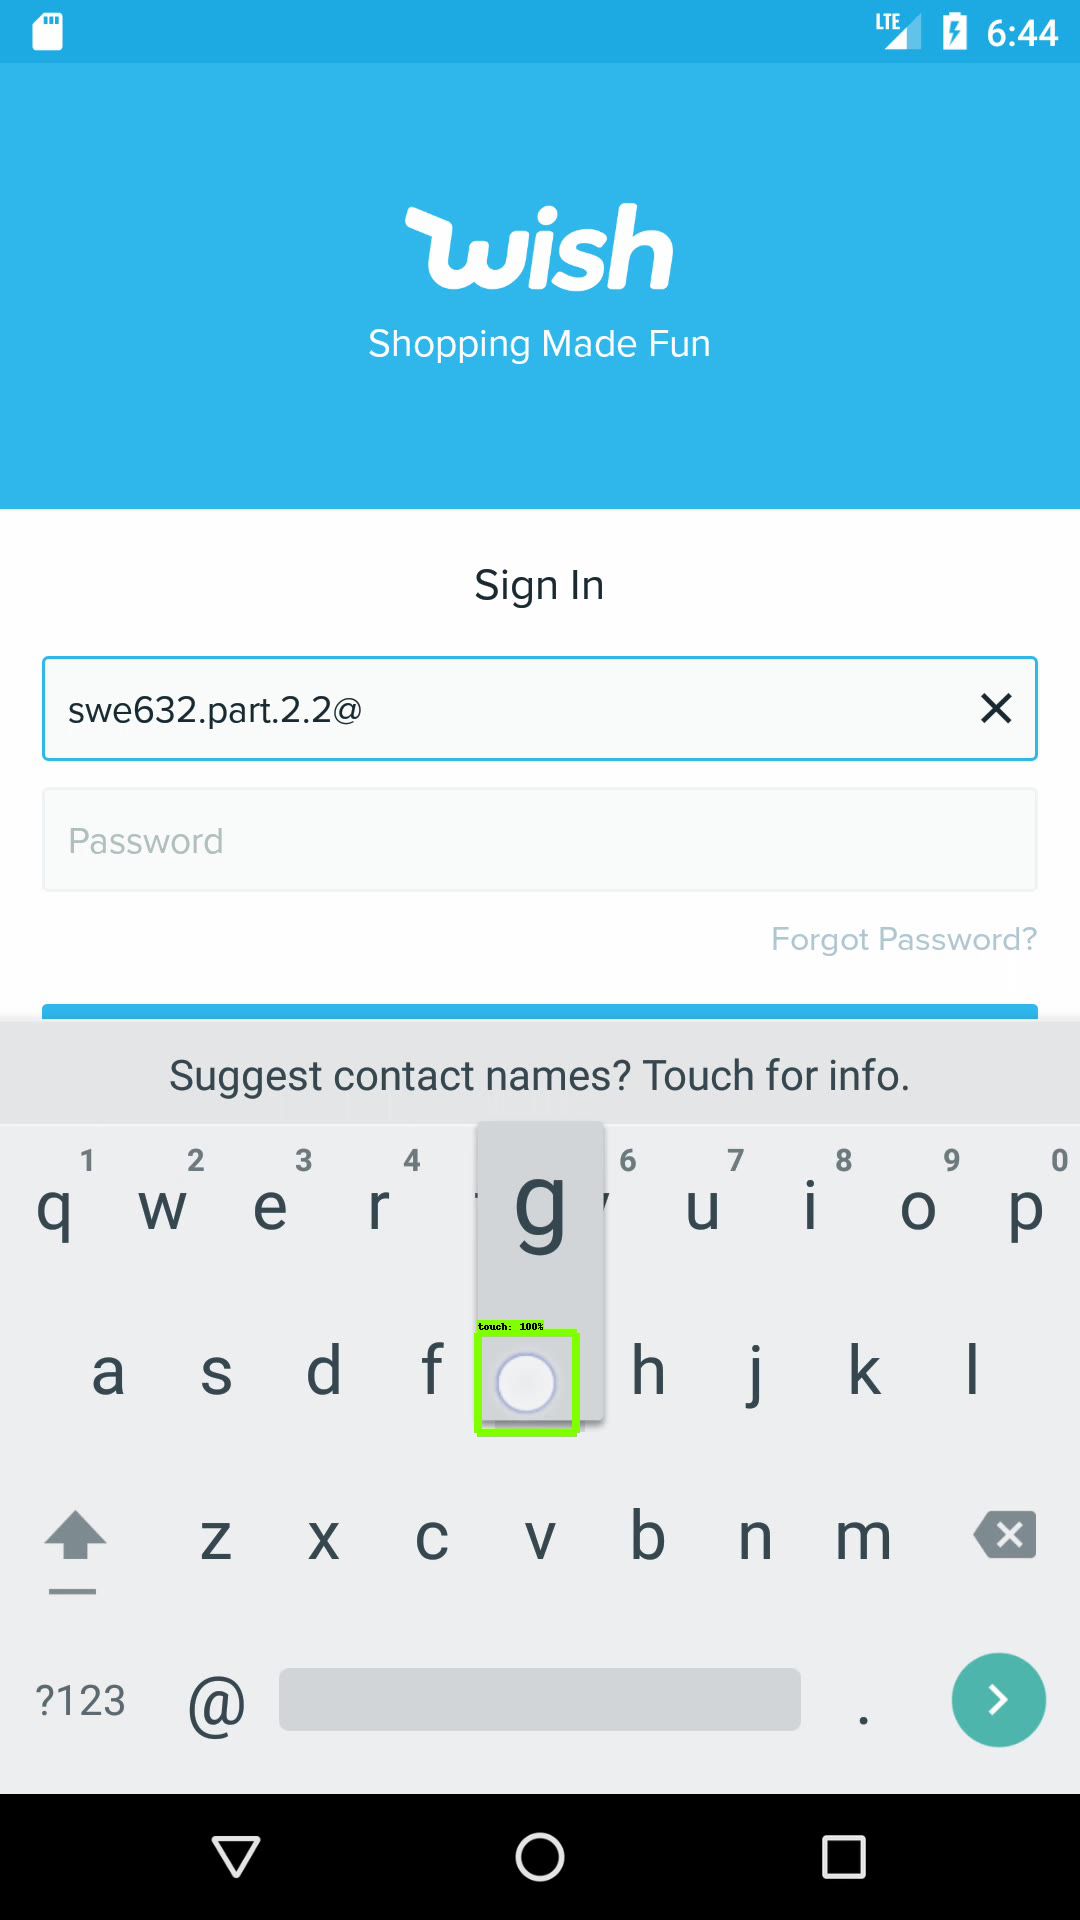 LTE 6:44
wish
Shopping Made Fun
Sign In
swe632.part.2.2@
Password
Forgot Password?
Suggest contact names? Touch for info.
1 2 3 4 6 7 8 9 0
q w e r g u i o p
touch: 100%
a s d f h j k l
z x c v b n m
?123 @ .